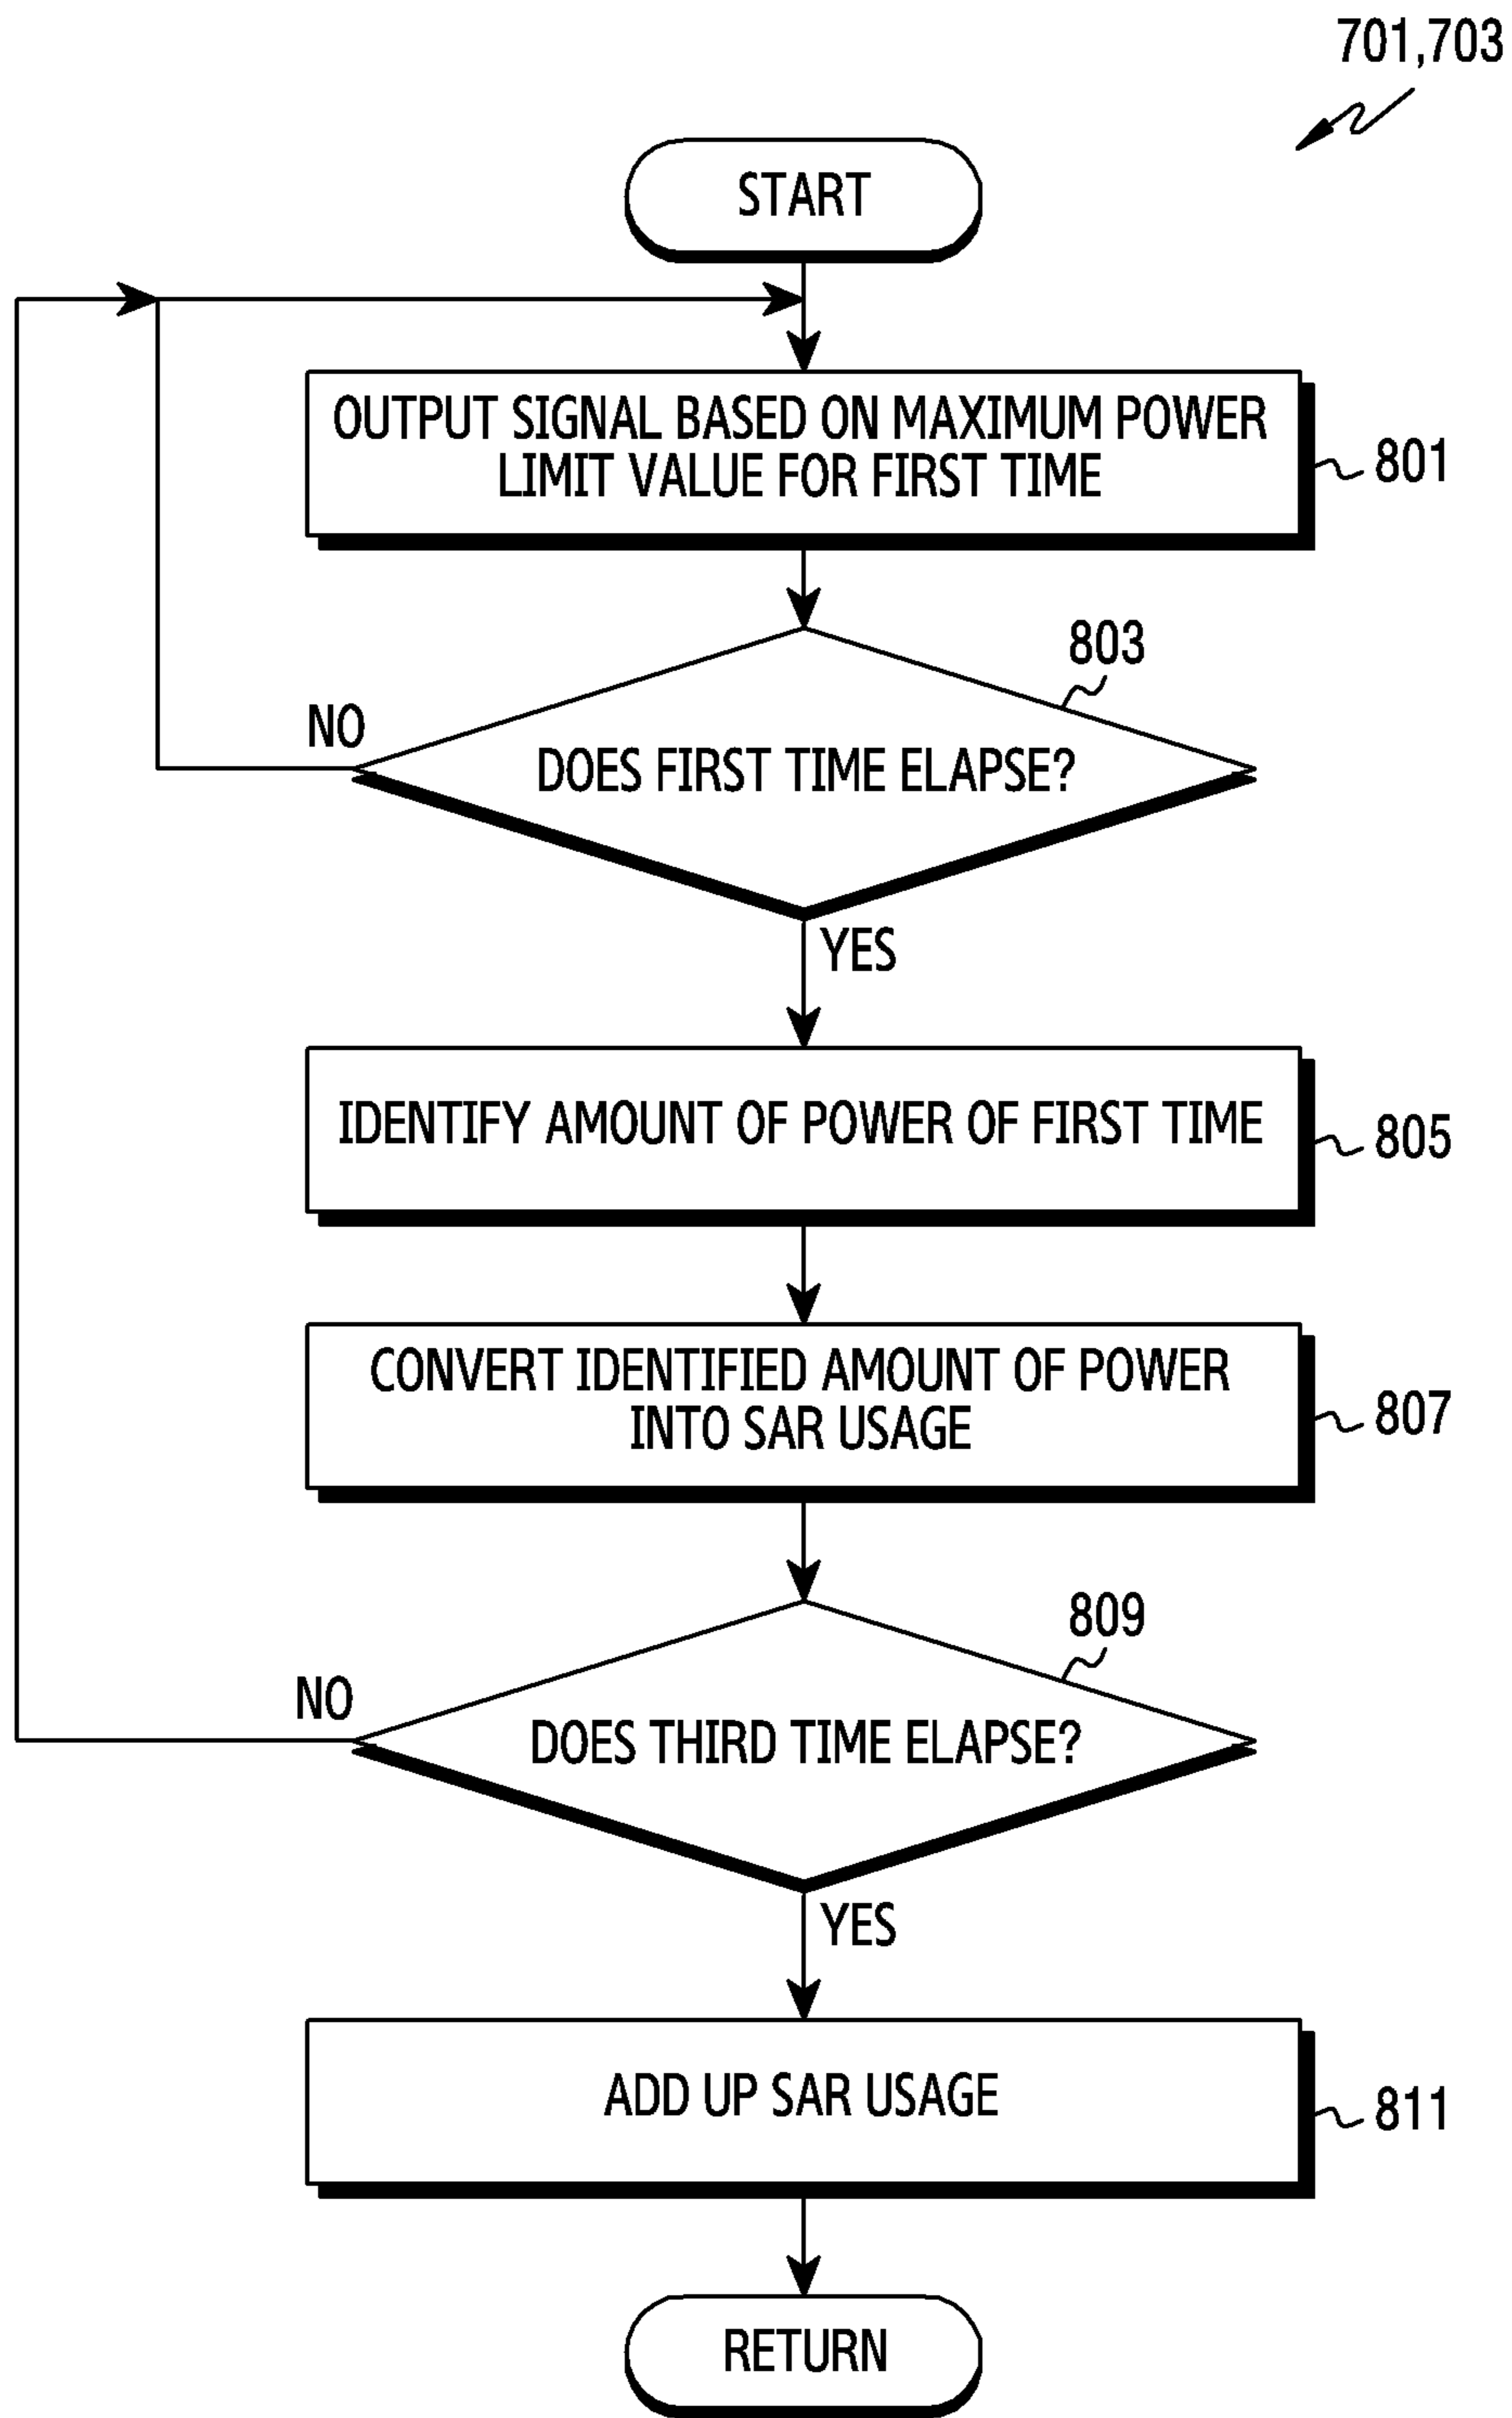 701,703
START
OUTPUT SIGNAL BASED ON MAXIMUM POWER
LIMIT VALUE FOR FIRST TIME
801
803
NO
DOES FIRST TIME ELAPSE?
YES
IDENTIFY AMOUNT OF POWER OF FIRST TIME
805
CONVERT IDENTIFIED AMOUNT OF POWER
INTO SAR USAGE
807
809
NO
DOES THIRD TIME ELAPSE?
YES
ADD UP SAR USAGE
811
RETURN